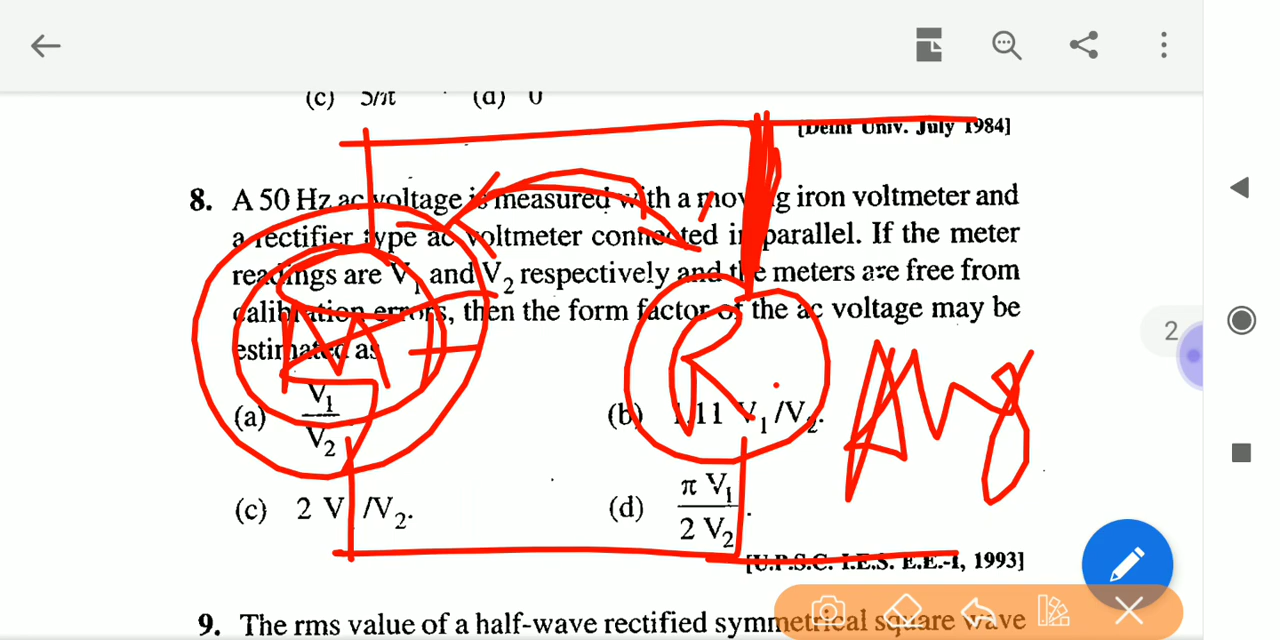 (c) 5/π (d) 0
[Delhi Univ. July 1984]
8. A 50 Hz ac voltage is measured with a moving iron voltmeter and
a rectifier type ac voltmeter connected in parallel. If the meter
readings are V₁ and V₂ respectively and the meters are free from
calibration errors, then the form factor of the ac voltage may be
estimated as
(a) V₁/V₂ (b) 1.11 V₁/V₂.
(c) 2 V /V₂. (d) π V₁/2 V₂.
[U.P.S.C. I.E.S. E.E.-I, 1993]
9. The rms value of a half-wave rectified symmetrical square wave
2
M
R
Avg